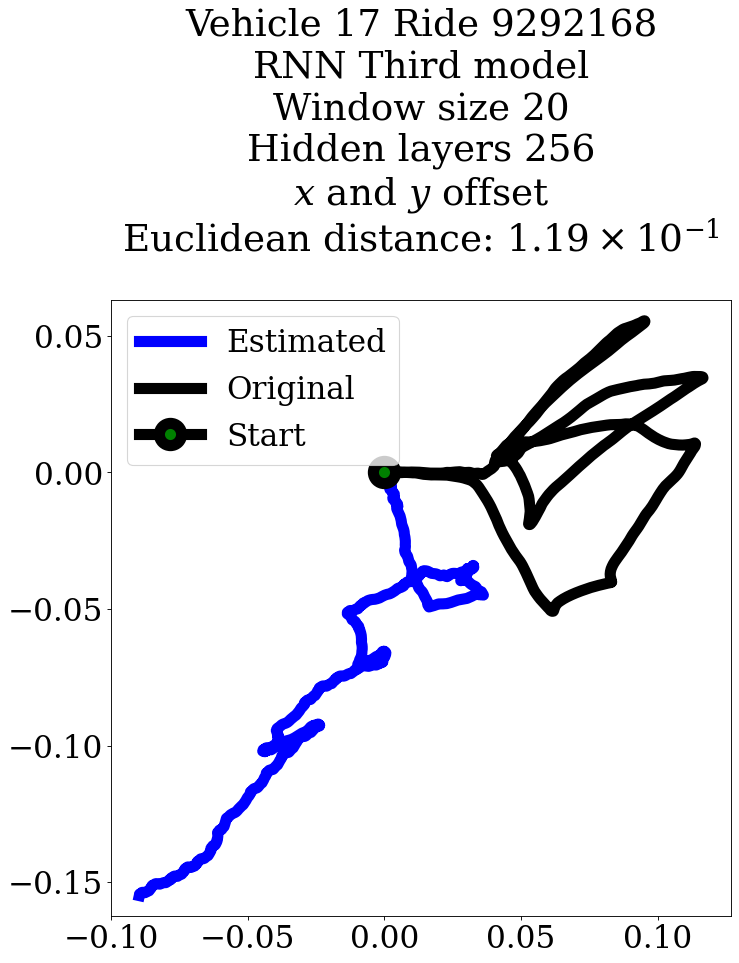 Vehicle 17 Ride 9292168
RNN Third model
Window size 20
Hidden layers 256
x and y offset
Euclidean distance: 1.19 × 10⁻¹
Estimated
Original
Start
0.05
0.00
−0.05
−0.10
−0.15
−0.10 −0.05 0.00 0.05 0.10